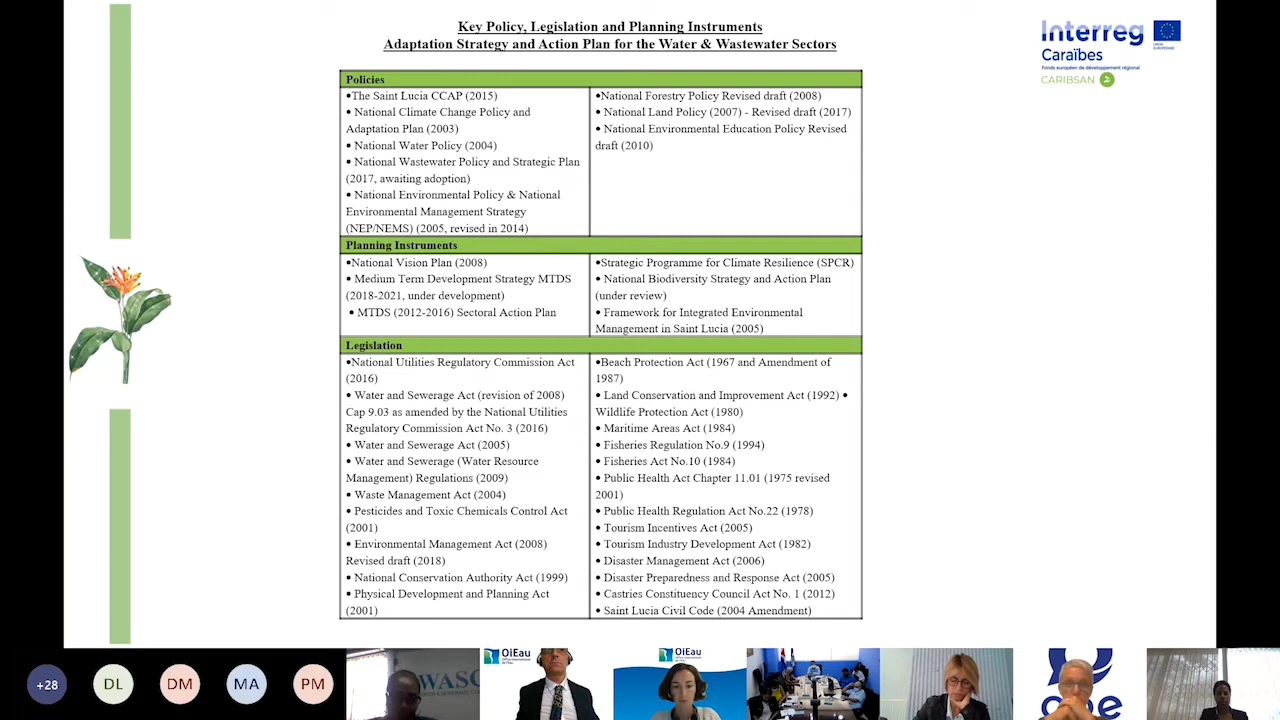 Key Policy, Legislation and Planning Instruments
Adaptation Strategy and Action Plan for the Water & Wastewater Sectors
Interreg
UNION EUROPÉENNE
Caraïbes
Fonds européen de développement régional
CARIBSAN
Policies
•The Saint Lucia CCAP (2015)
• National Climate Change Policy and
Adaptation Plan (2003)
• National Water Policy (2004)
• National Wastewater Policy and Strategic Plan
(2017, awaiting adoption)
• National Environmental Policy & National
Environmental Management Strategy
(NEP/NEMS) (2005, revised in 2014)
•National Forestry Policy Revised draft (2008)
• National Land Policy (2007) - Revised draft (2017)
• National Environmental Education Policy Revised
draft (2010)
Planning Instruments
•National Vision Plan (2008)
• Medium Term Development Strategy MTDS
(2018-2021, under development)
• MTDS (2012-2016) Sectoral Action Plan
•Strategic Programme for Climate Resilience (SPCR)
• National Biodiversity Strategy and Action Plan
(under review)
• Framework for Integrated Environmental
Management in Saint Lucia (2005)
Legislation
•National Utilities Regulatory Commission Act
(2016)
• Water and Sewerage Act (revision of 2008)
Cap 9.03 as amended by the National Utilities
Regulatory Commission Act No. 3 (2016)
• Water and Sewerage Act (2005)
• Water and Sewerage (Water Resource
Management) Regulations (2009)
• Waste Management Act (2004)
• Pesticides and Toxic Chemicals Control Act
(2001)
• Environmental Management Act (2008)
Revised draft (2018)
• National Conservation Authority Act (1999)
• Physical Development and Planning Act
(2001)
•Beach Protection Act (1967 and Amendment of
1987)
• Land Conservation and Improvement Act (1992) •
Wildlife Protection Act (1980)
• Maritime Areas Act (1984)
• Fisheries Regulation No.9 (1994)
• Fisheries Act No.10 (1984)
• Public Health Act Chapter 11.01 (1975 revised
2001)
• Public Health Regulation Act No.22 (1978)
• Tourism Incentives Act (2005)
• Tourism Industry Development Act (1982)
• Disaster Management Act (2006)
• Disaster Preparedness and Response Act (2005)
• Castries Constituency Council Act No. 1 (2012)
• Saint Lucia Civil Code (2004 Amendment)
+28
DL
DM
MA
PM
WASC
OiEau
OiEau